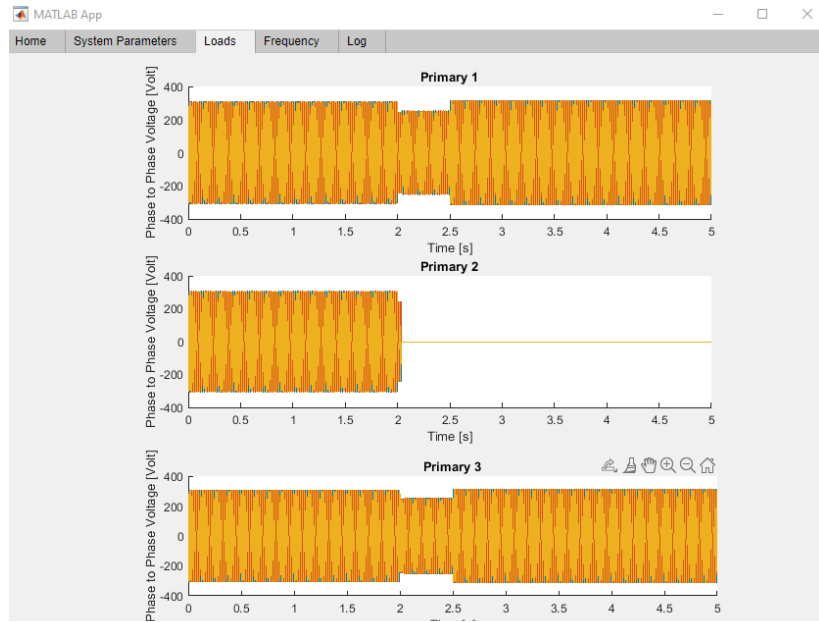 MATLAB App
Home System Parameters Loads Frequency Log
Primary 1
Phase to Phase Voltage [Volt]
400
200
0
-200
-400
0 0.5 1 1.5 2 2.5 3 3.5 4 4.5 5
Time [s]
Primary 2
Phase to Phase Voltage [Volt]
400
200
0
-200
-400
0 0.5 1 1.5 2 2.5 3 3.5 4 4.5 5
Time [s]
Primary 3
Phase to Phase Voltage [Volt]
400
200
0
-200
-400
0 0.5 1 1.5 2 2.5 3 3.5 4 4.5 5